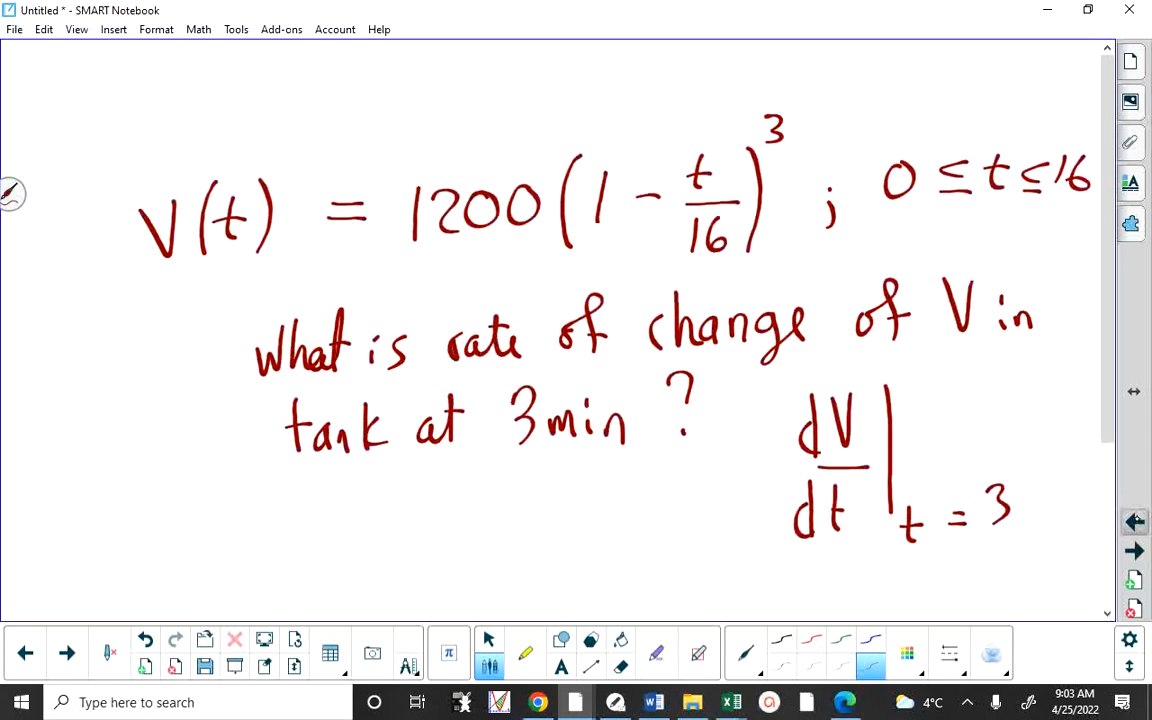 Untitled * - SMART Notebook
File Edit View Insert Format Math Tools Add-ons Account Help
V(t) = 1200(1 - t/16)^3 ; 0 ≤ t ≤ 16
What is rate of change of V in
tank at 3 min ? dV/dt | t = 3
π
A
Type here to search
4°C
9:03 AM
4/25/2022